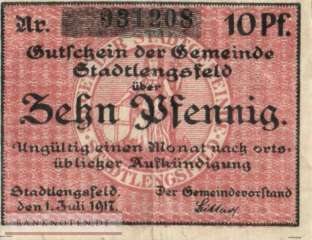 Nr. 931208 10 Pf.
Gutschein der Gemeinde
Stadtlengsfeld
über
Zehn Pfennig.
Ungültig einen Monat nach orts-
üblicher Aufkündigung
Stadtlengsfeld, Der Gemeindevorstand
den 1. Juli 1917.